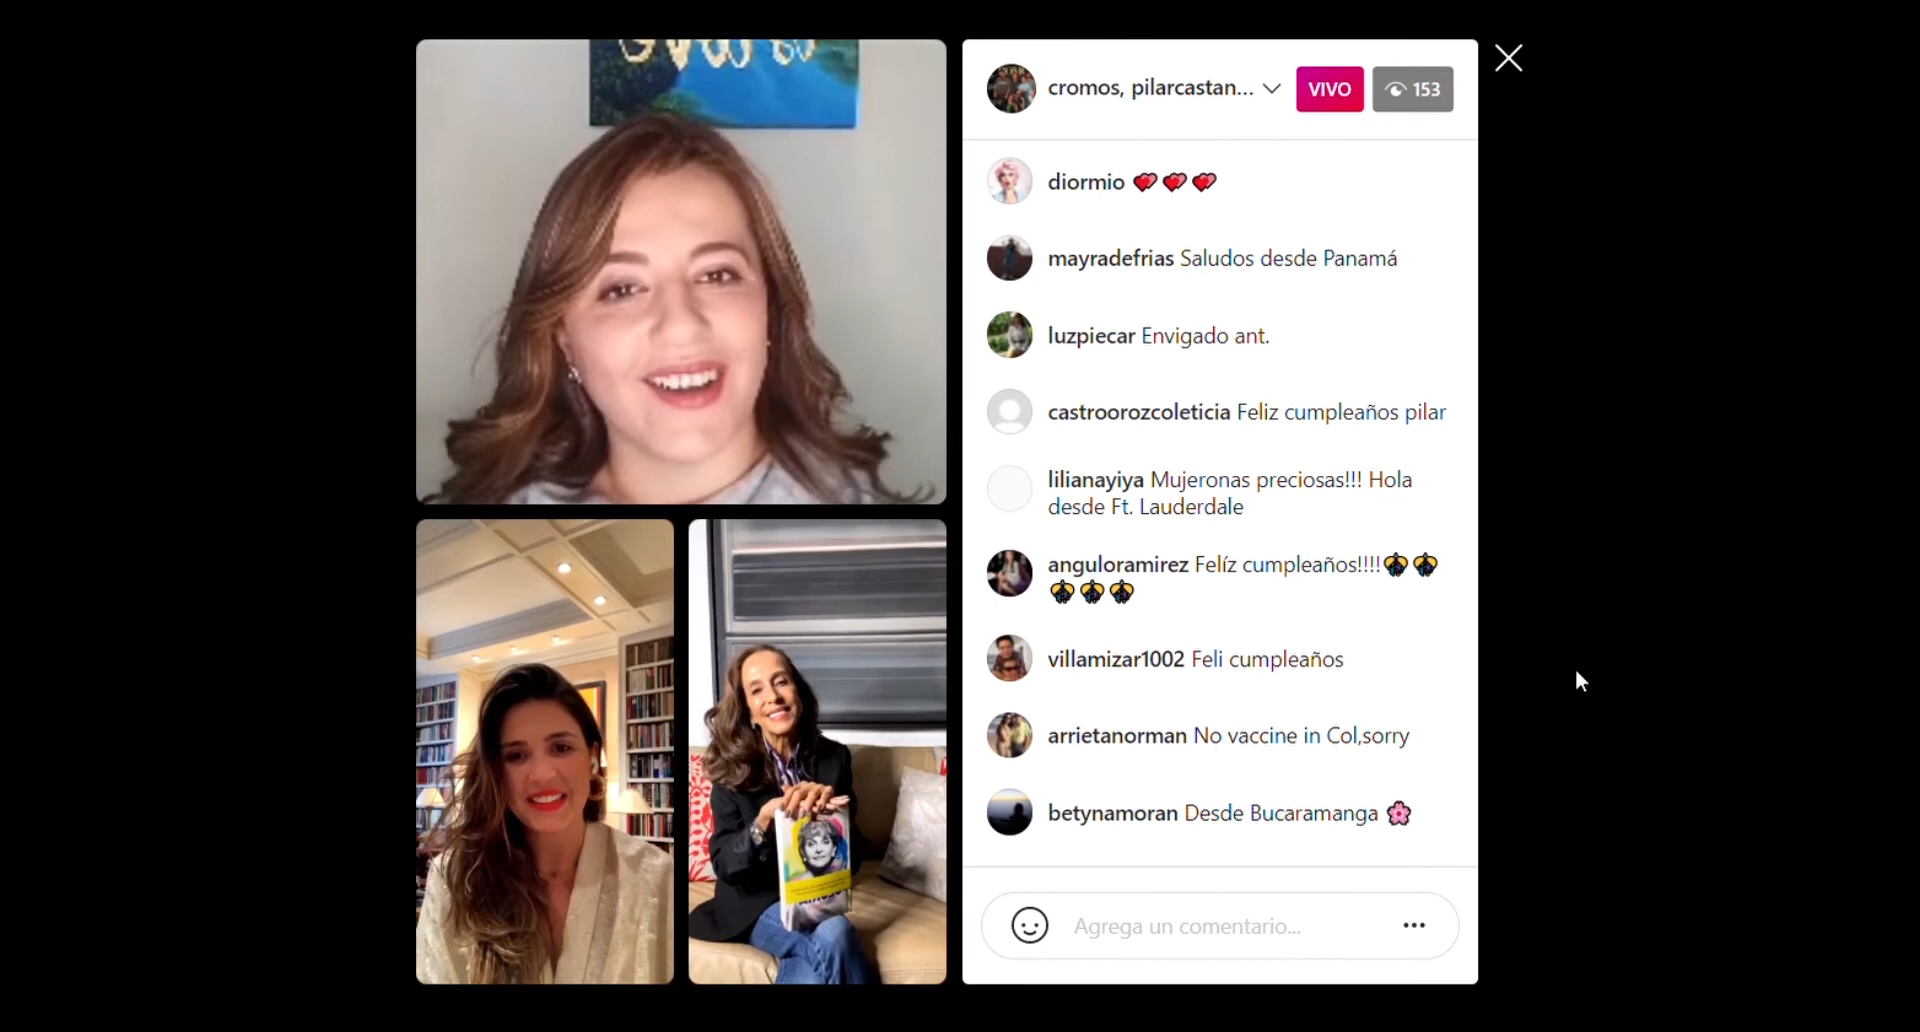 cromos, pilarcastan...
VIVO
153
diormio 💕💕💕
mayradefrias Saludos desde Panamá
luzpiecar Envigado ant.
castroorozcoleticia Feliz cumpleaños pilar
lilianayiya Mujeronas preciosas!!! Hola
desde Ft. Lauderdale
anguloramirez Felíz cumpleaños!!!!
villamizar1002 Feli cumpleaños
arrietanorman No vaccine in Col,sorry
betynamoran Desde Bucaramanga 🌸
Agrega un comentario...